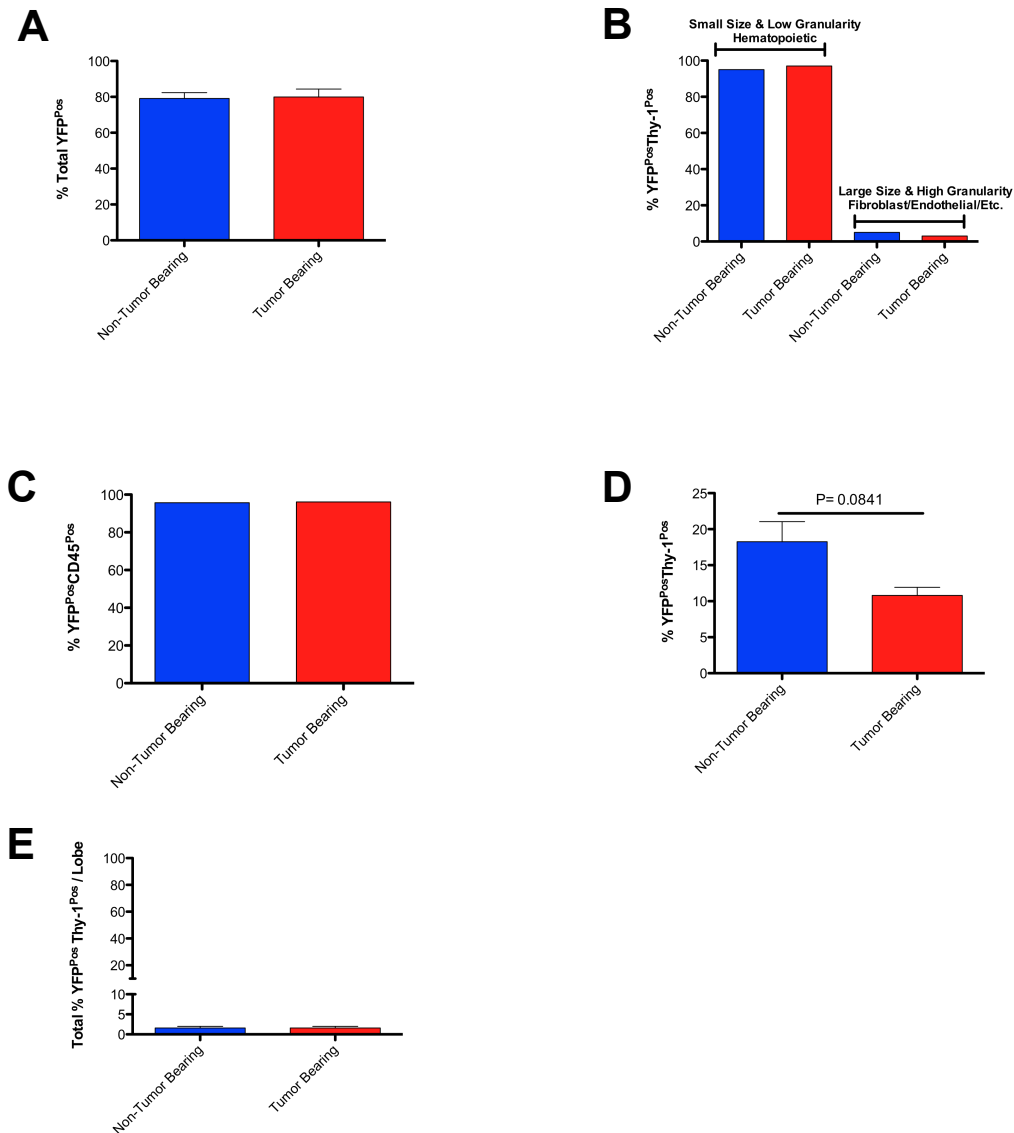 A
% Total YFPPos
100
80
60
40
20
0
Non-Tumor Bearing
Tumor Bearing
B
Small Size & Low Granularity
Hematopoietic
% YFPPosThy-1Pos
100
80
60
40
20
0
Large Size & High Granularity
Fibroblast/Endothelial/Etc.
Non-Tumor Bearing
Tumor Bearing
Non-Tumor Bearing
Tumor Bearing
C
% YFPPosCD45Pos
100
80
60
40
20
0
Non-Tumor Bearing
Tumor Bearing
D
% YFPPosThy-1Pos
25
20
15
10
5
0
P= 0.0841
Non-Tumor Bearing
Tumor Bearing
E
Total % YFPPos Thy-1Pos / Lobe
100
80
60
40
20
10
5
0
Non-Tumor Bearing
Tumor Bearing